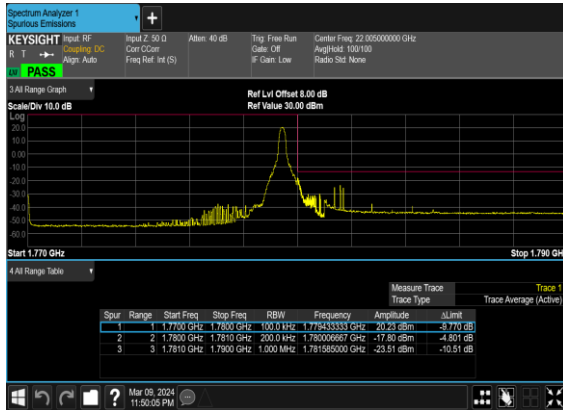 Spectrum Analyzer 1
Spurious Emissions
KEYSIGHT Input: RF Input Z: 50 Ω Atten: 40 dB Trig: Free Run Center Freq: 22.005000000 GHz
R T Coupling: DC Corr CCorr Gate: Off Avg|Hold: 100/100
Align: Auto Freq Ref: Int (S) IF Gain: Low Radio Std: None
LW PASS
3 All Range Graph
Ref Lvl Offset 8.00 dB
Scale/Div 10.0 dB Ref Value 30.00 dBm
Log
20.0
10.0
0.00
-10.0
-20.0
-30.0
-40.0
-50.0
-60.0
Start 1.770 GHz Stop 1.790 GH
4 All Range Table
Measure Trace Trace 1
Trace Type Trace Average (Active)
Spur Range Start Freq Stop Freq RBW Frequency Amplitude ΔLimit
1 1 1.7700 GHz 1.7800 GHz 100.0 kHz 1.779433333 GHz 20.23 dBm -9.770 dB
2 2 1.7800 GHz 1.7810 GHz 200.0 kHz 1.780006667 GHz -17.80 dBm -4.801 dB
3 3 1.7810 GHz 1.7900 GHz 1.000 MHz 1.781585000 GHz -23.51 dBm -10.51 dB
? Mar 09, 2024
11:50:05 PM